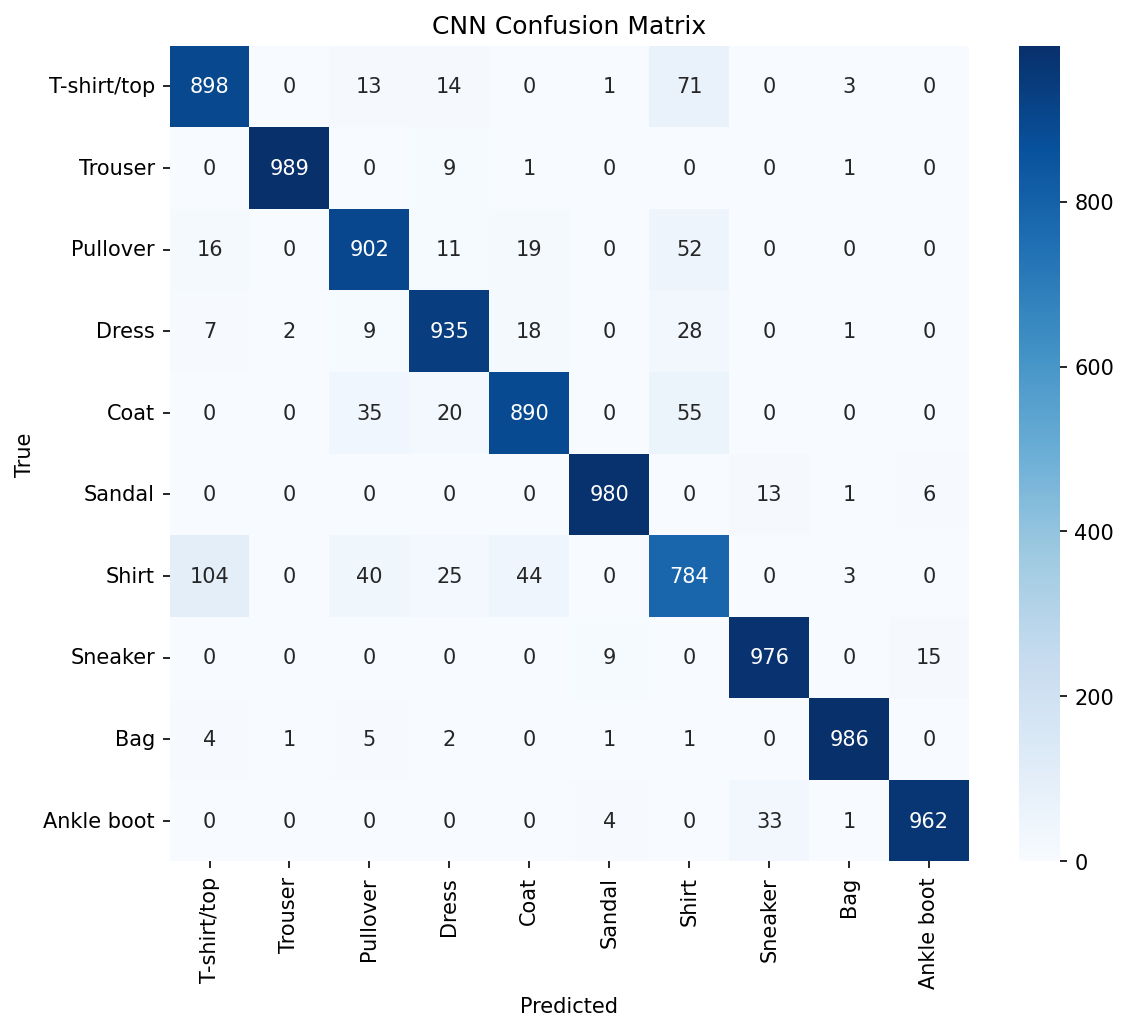 CNN Confusion Matrix
T-shirt/top 898 0 13 14 0 1 71 0 3 0
Trouser 0 989 0 9 1 0 0 0 1 0
Pullover 16 0 902 11 19 0 52 0 0 0
Dress 7 2 9 935 18 0 28 0 1 0
Coat 0 0 35 20 890 0 55 0 0 0
Sandal 0 0 0 0 0 980 0 13 1 6
Shirt 104 0 40 25 44 0 784 0 3 0
Sneaker 0 0 0 0 0 9 0 976 0 15
Bag 4 1 5 2 0 1 1 0 986 0
Ankle boot 0 0 0 0 0 4 0 33 1 962
True
T-shirt/top Trouser Pullover Dress Coat Sandal Shirt Sneaker Bag Ankle boot
Predicted
800
600
400
200
0